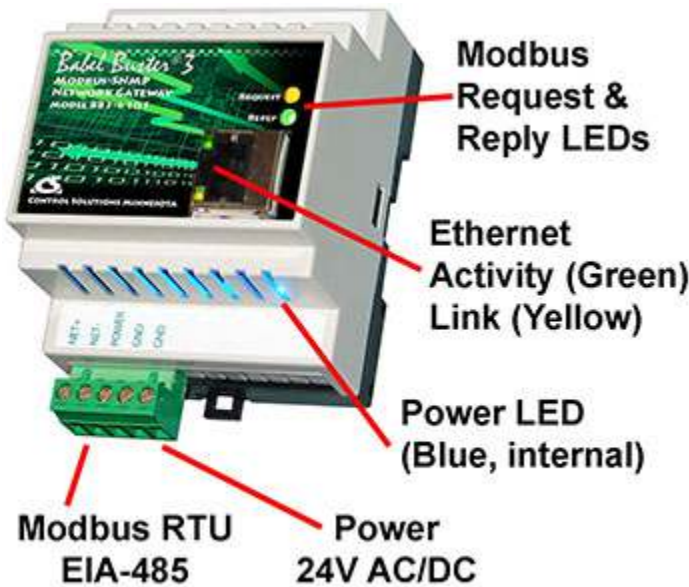 Babel Buster® 3
MODBUS-SNMP
NETWORK GATEWAY
REQUEST
REPLY
CONTROL SOLUTIONS MINNESOTA
NET+
NET-
POWER
GND
GND
Modbus
Request &
Reply LEDs
Ethernet
Activity (Green)
Link (Yellow)
Power LED
(Blue, internal)
Modbus RTU
EIA-485
Power
24V AC/DC